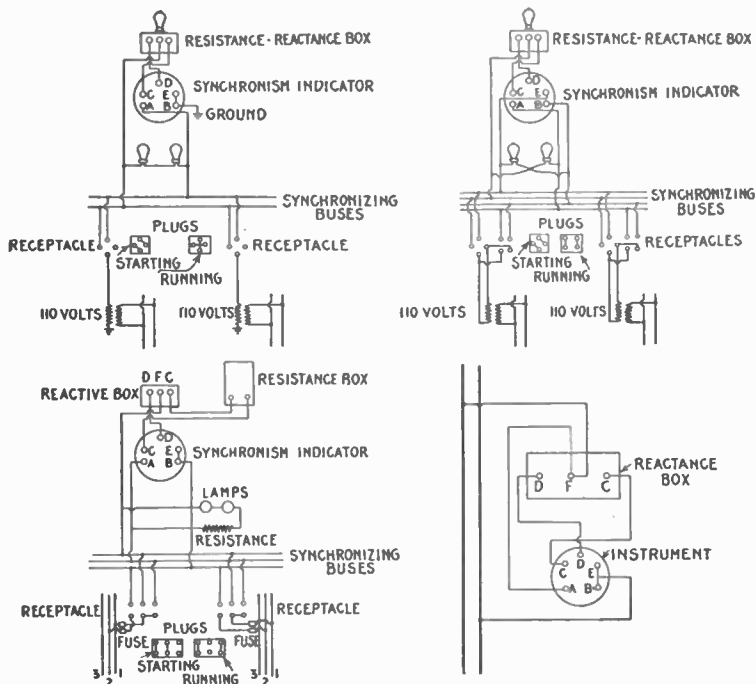 RESISTANCE-REACTANCE BOX
D
SYNCHRONISM INDICATOR
C E
A B
GROUND
SYNCHRONIZING
BUSES
PLUGS
RECEPTACLE
RECEPTACLE
STARTING
RUNNING
110 VOLTS
110 VOLTS
RESISTANCE-REACTANCE BOX
D
C E
SYNCHRONISM INDICATOR
A B
SYNCHRONIZING
BUSES
PLUGS
RECEPTACLES
STARTING
RUNNING
110 VOLTS
110 VOLTS
D F C
RESISTANCE BOX
REACTIVE BOX
D
C E
SYNCHRONISM INDICATOR
A B
LAMPS
RESISTANCE
SYNCHRONIZING
BUSES
RECEPTACLE
RECEPTACLE
PLUGS
FUSE
FUSE
STARTING
RUNNING
3 2 1
3 2 1
REACTANCE
BOX
D F C
INSTRUMENT
D
C E
A B